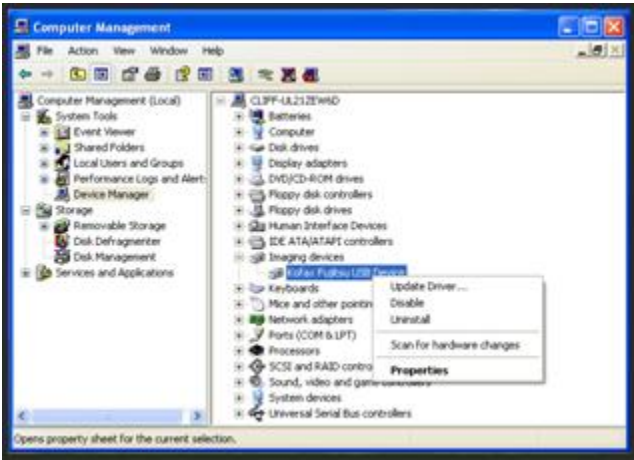 Computer Management
File Action View Window Help
Computer Management (Local)
System Tools
Event Viewer
Shared Folders
Local Users and Groups
Performance Logs and Alert
Device Manager
Storage
Removable Storage
Disk Defragmenter
Disk Management
Services and Applications
Batteries
Computer
Disk drives
Display adapters
DVD/CD-ROM drives
Floppy disk controllers
Floppy disk drives
Human Interface Devices
IDE ATA/ATAPI controllers
Imaging devices
Kofax Fujitsu USB Device
Keyboards
Mice and other pointin
Network adapters
Ports (COM & LPT)
Processors
SCSI and RAID contro
Sound, video and game controllers
System devices
Universal Serial Bus controllers
Update Driver...
Disable
Uninstall
Scan for hardware changes
Properties
Opens property sheet for the current selection.